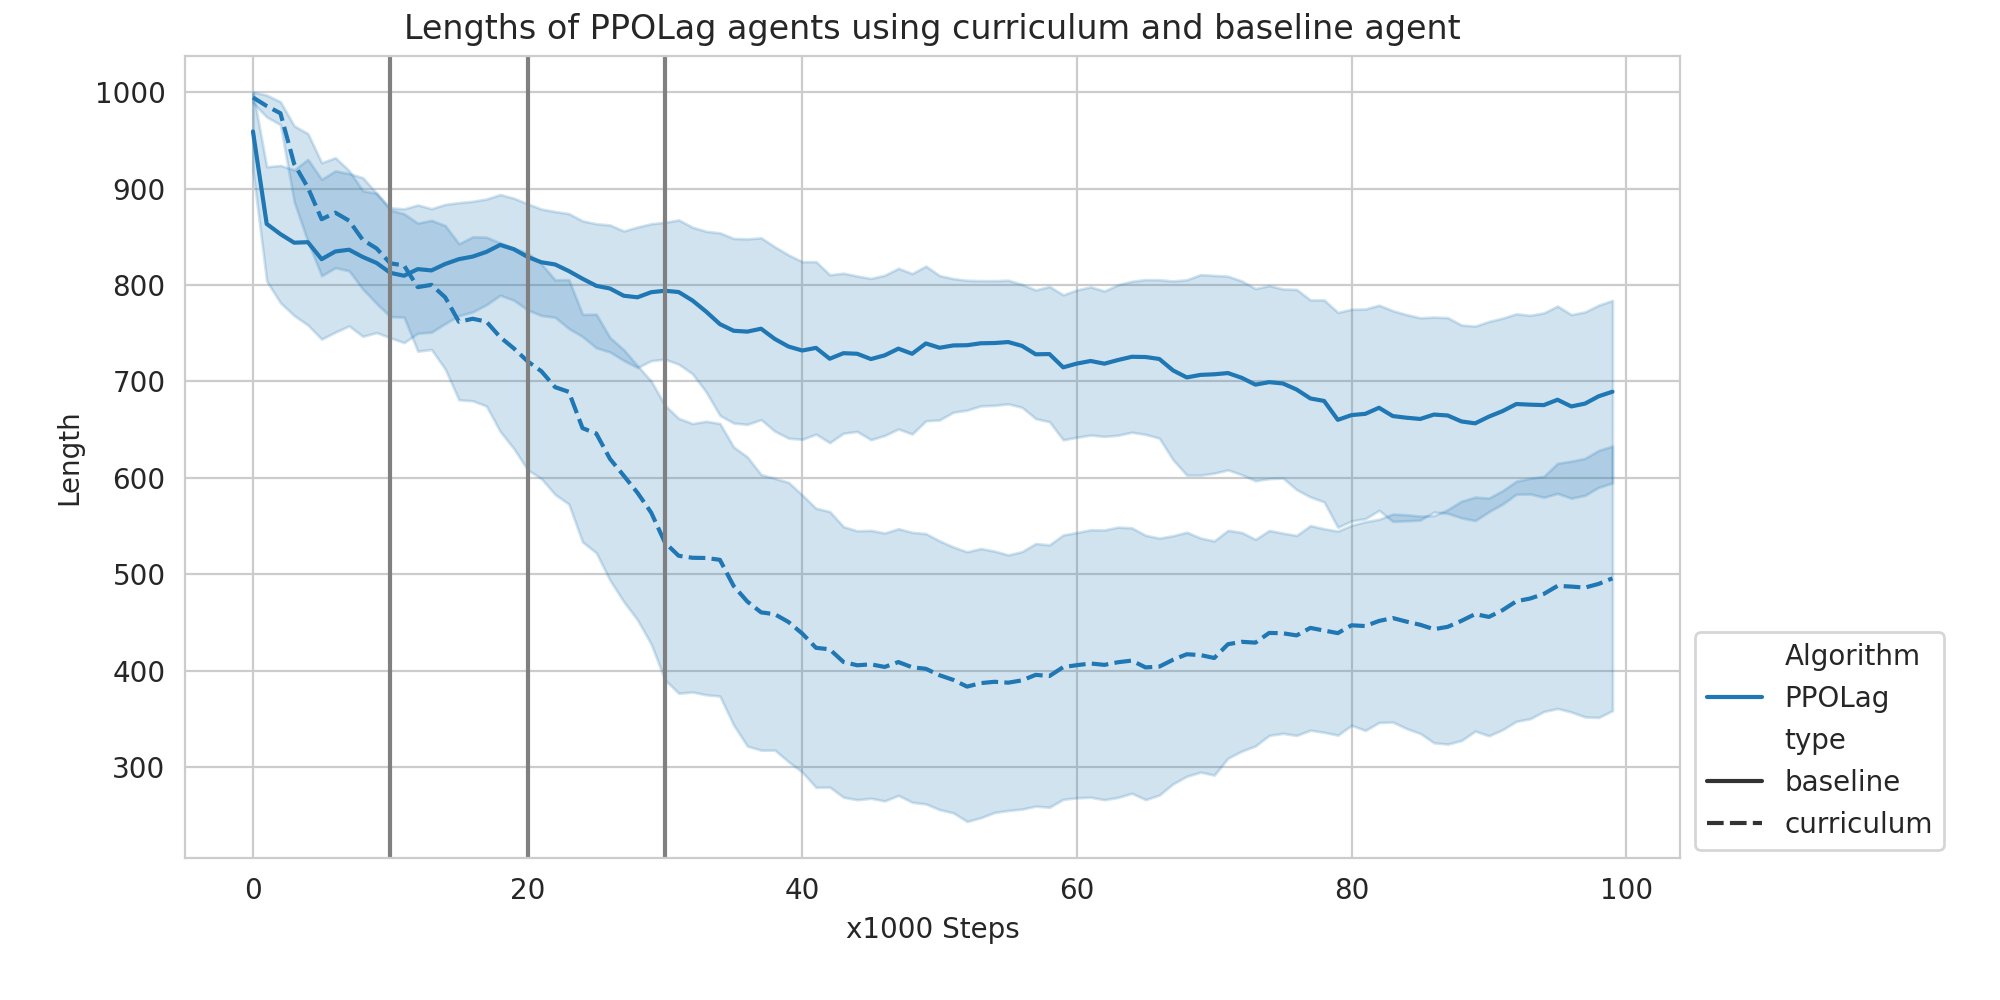 Lengths of PPOLag agents using curriculum and baseline agent
1000
900
800
700
600
500
400
300
Length
0 20 40 60 80 100
x1000 Steps
Algorithm
PPOLag
type
baseline
curriculum